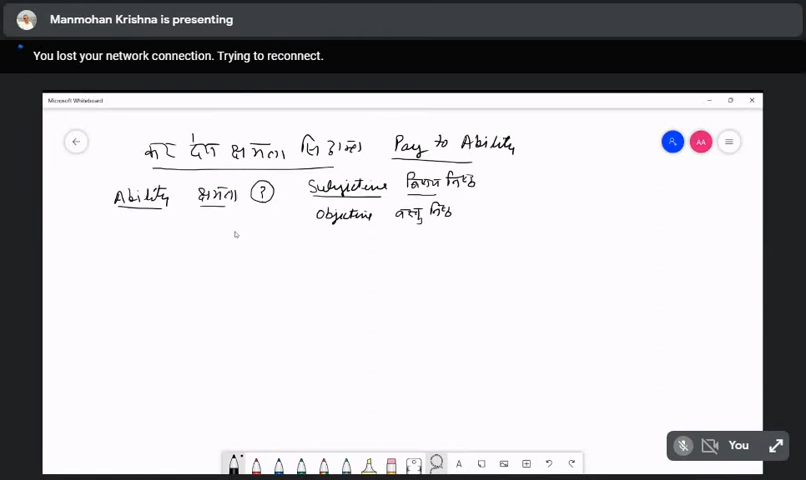 Manmohan Krishna is presenting
You lost your network connection. Trying to reconnect.
Microsoft Whiteboard
कर देय क्षमता सिद्धान्त Pay to Ability
Ability क्षमता ? Subjective विषय निष्ठ
Objective वस्तु निष्ठ
AA
You
A